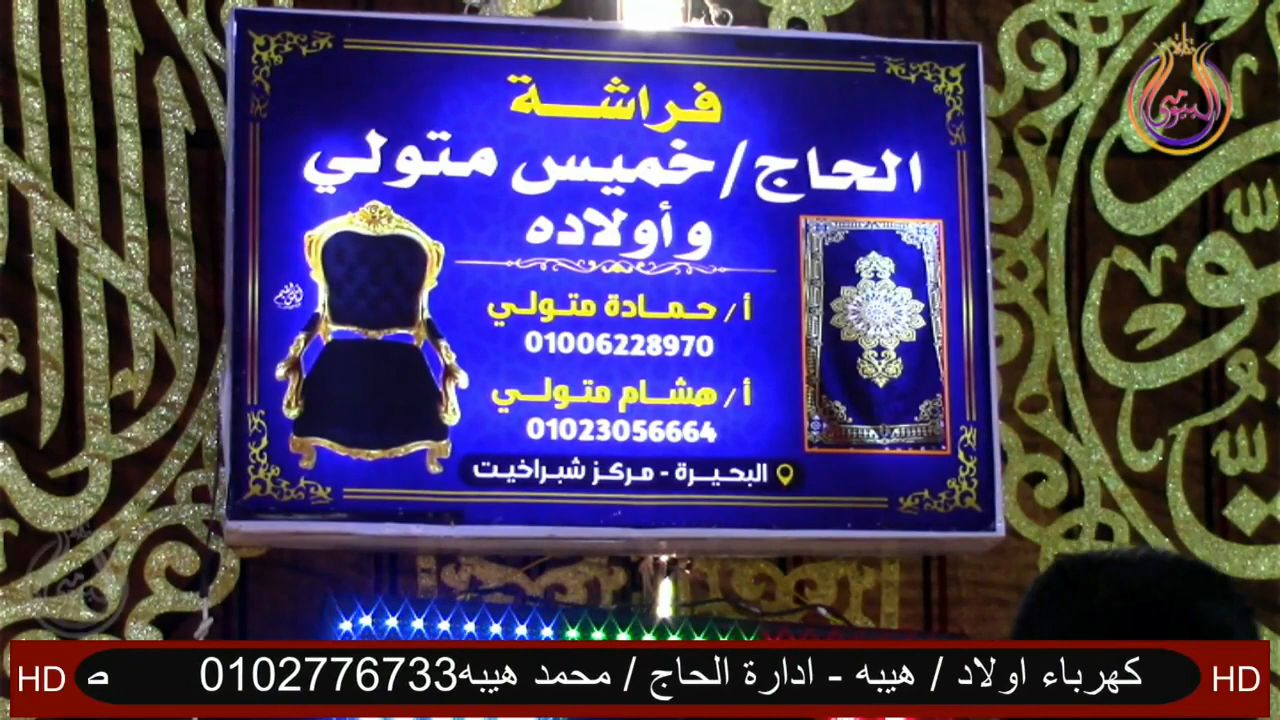 فراشة
الحاج/خميس متولي
وأولاده
أ/ حمادة متولي
01006228970
أ/ هشام متولي
01023056664
البحيرة - مركز شبراخيت
البيومى
HD
كهرباء اولاد / هيبه - ادارة الحاج / محمد هيبه0102776733
ص
HD